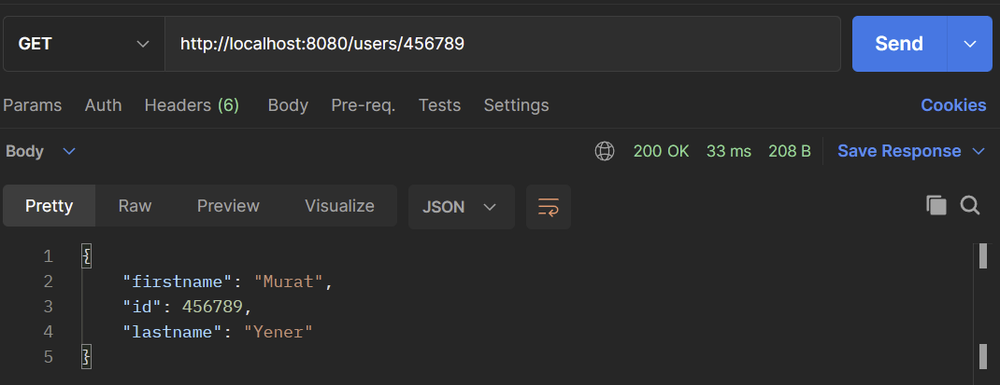 GET http://localhost:8080/users/456789 Send
Params Auth Headers (6) Body Pre-req. Tests Settings Cookies
Body 200 OK 33 ms 208 B Save Response
Pretty Raw Preview Visualize JSON
1 {
2 "firstname": "Murat",
3 "id": 456789,
4 "lastname": "Yener"
5 }